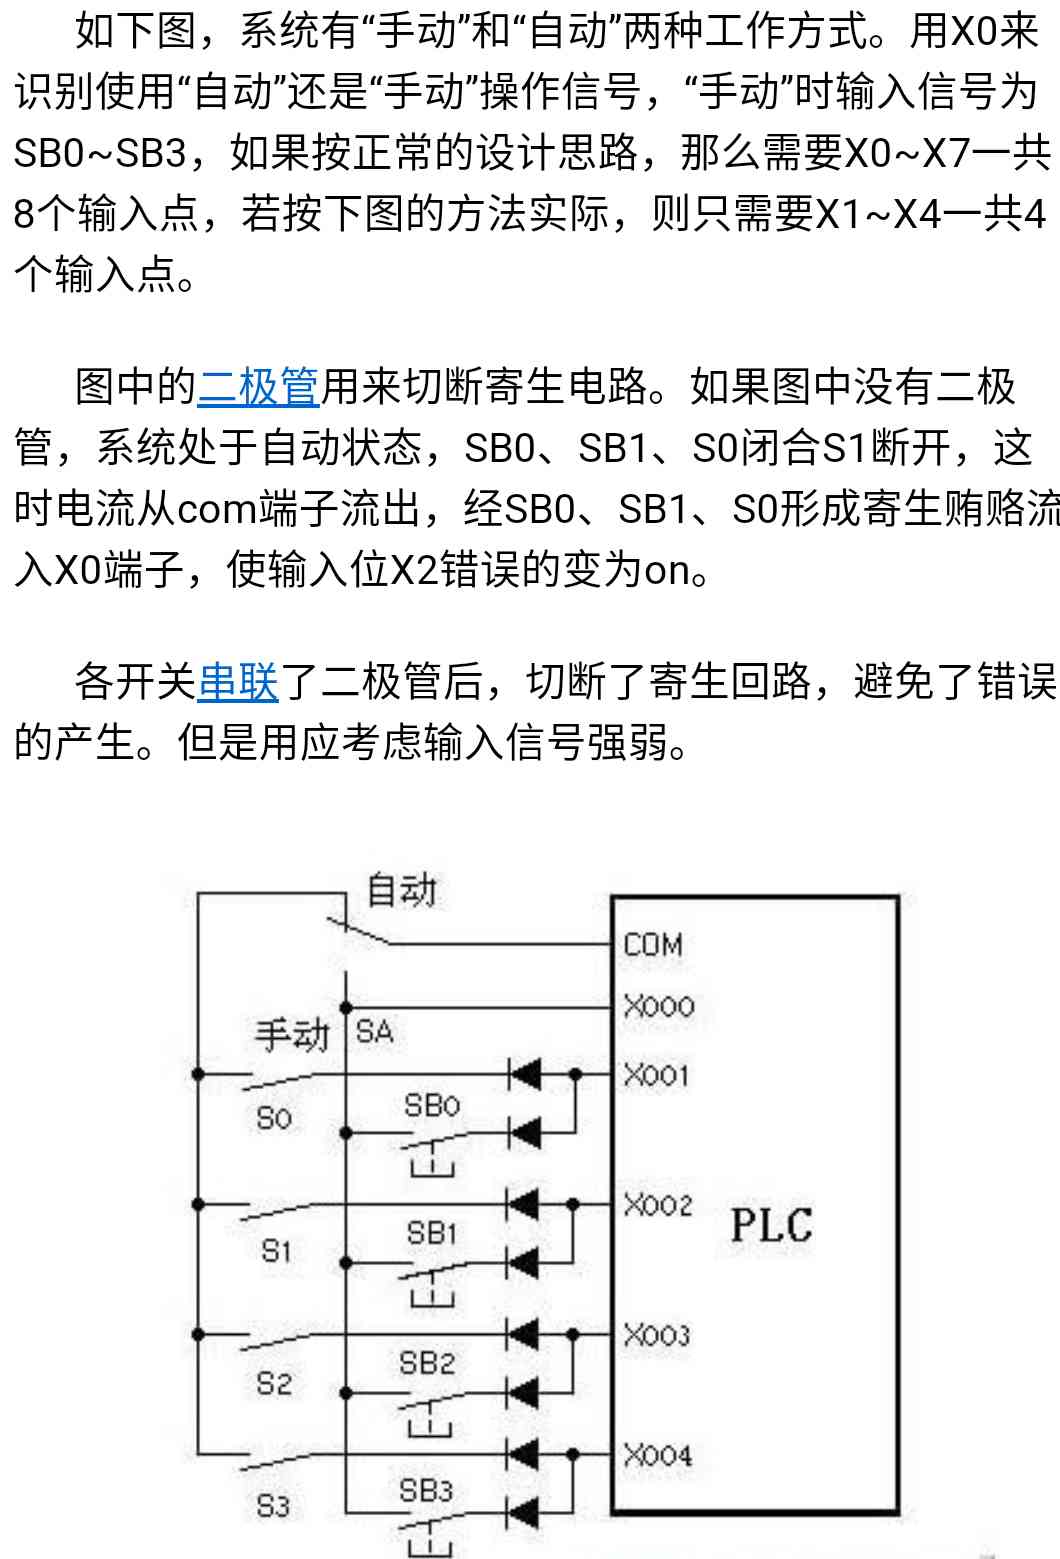 如下图，系统有“手动”和“自动”两种工作方式。用X0来
识别使用“自动”还是“手动”操作信号，“手动”时输入信号为
SB0~SB3，如果按正常的设计思路，那么需要X0~X7一共
8个输入点，若按下图的方法实际，则只需要X1~X4一共4
个输入点。
图中的二极管用来切断寄生电路。如果图中没有二极
管，系统处于自动状态，SB0、SB1、S0闭合S1断开，这
时电流从com端子流出，经SB0、SB1、S0形成寄生贿赂流
入X0端子，使输入位X2错误的变为on。
各开关串联了二极管后，切断了寄生回路，避免了错误
的产生。但是用应考虑输入信号强弱。
自动
COM
X000
手动 SA
X001
SB0
S0
X002
PLC
SB1
S1
X003
SB2
S2
X004
SB3
S3